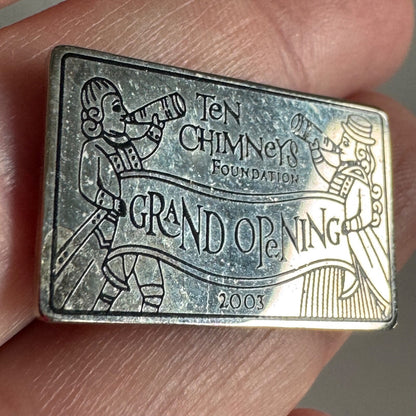 Ten
Chimneys
Foundation
Grand Opening
2003